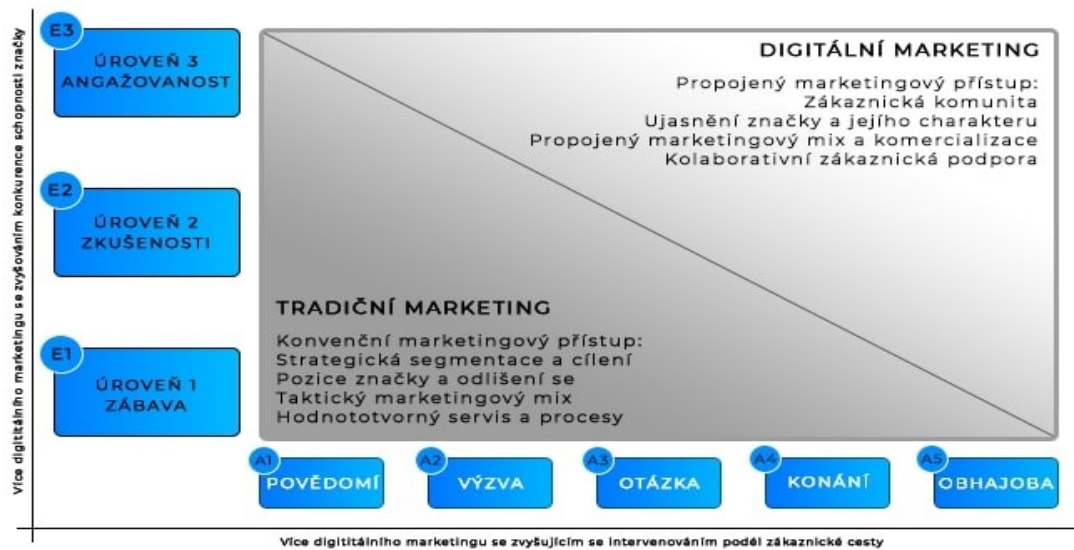 Více digititálního marketingu se zvyšováním konkurence schopnosti značky
E3
ÚROVEŇ 3
ANGAŽOVANOST
E2
ÚROVEŇ 2
ZKUŠENOSTI
E1
ÚROVEŇ 1
ZÁBAVA
DIGITÁLNÍ MARKETING
Propojený marketingový přístup:
Zákaznická komunita
Ujasnění značky a jejího charakteru
Propojený marketingový mix a komercializace
Kolaborativní zákaznická podpora
TRADIČNÍ MARKETING
Konvenční marketingový přístup:
Strategická segmentace a cílení
Pozice značky a odlišení se
Taktický marketingový mix
Hodnototvorný servis a procesy
A1
POVĚDOMÍ
A2
VÝZVA
A3
OTÁZKA
A4
KONÁNÍ
A5
OBHAJOBA
Více digititálního marketingu se zvyšujícím se intervenováním podél zákaznické cesty